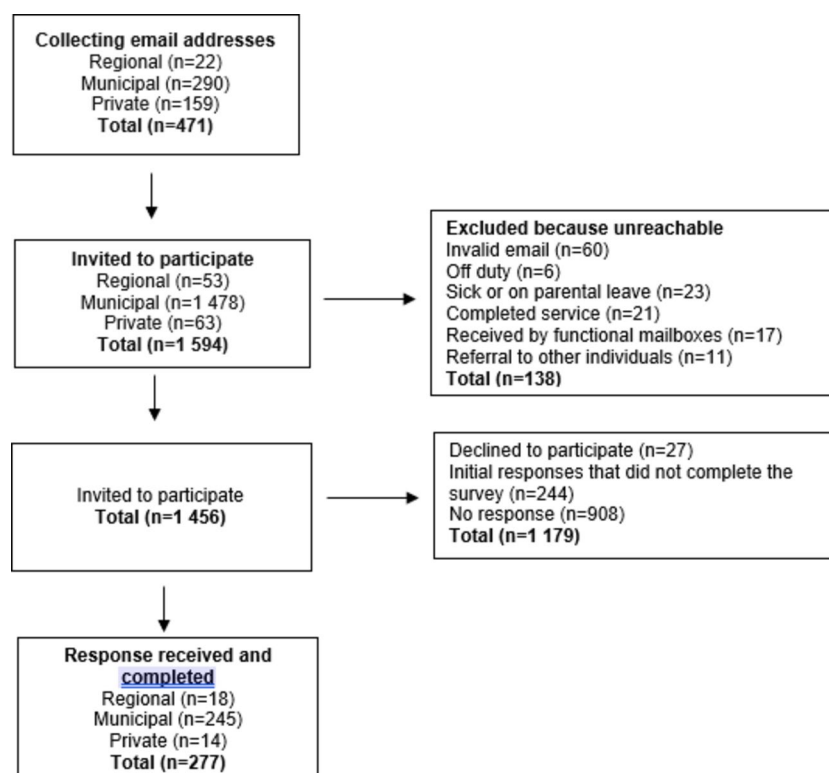 Collecting email addresses
Regional (n=22)
Municipal (n=290)
Private (n=159)
Total (n=471)
Invited to participate
Regional (n=53)
Municipal (n=1 478)
Private (n=63)
Total (n=1 594)
Excluded because unreachable
Invalid email (n=60)
Off duty (n=6)
Sick or on parental leave (n=23)
Completed service (n=21)
Received by functional mailboxes (n=17)
Referral to other individuals (n=11)
Total (n=138)
Invited to participate
Total (n=1 456)
Declined to participate (n=27)
Initial responses that did not complete the
survey (n=244)
No response (n=908)
Total (n=1 179)
Response received and
completed
Regional (n=18)
Municipal (n=245)
Private (n=14)
Total (n=277)